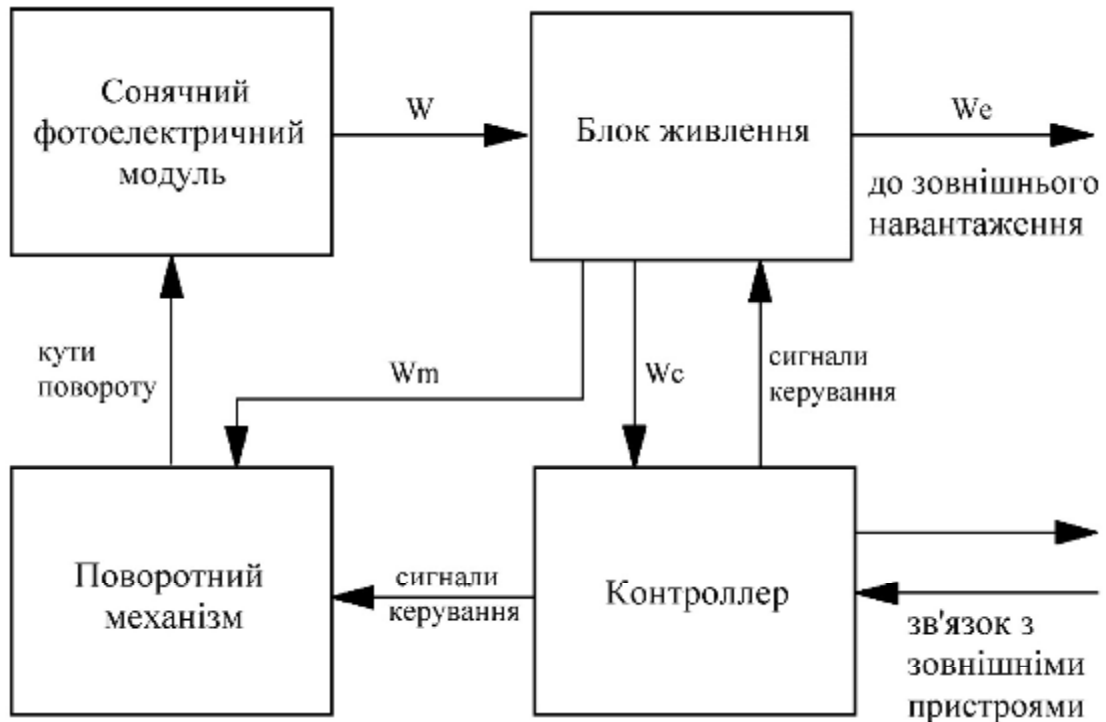 Сонячний
фотоелектричний
модуль
W
Блок живлення
We
до зовнішнього
навантаження
кути
повороту
Wm
Wc
сигнали
керування
Поворотний
механізм
сигнали
керування
Контроллер
зв'язок з
зовнішніми
пристроями